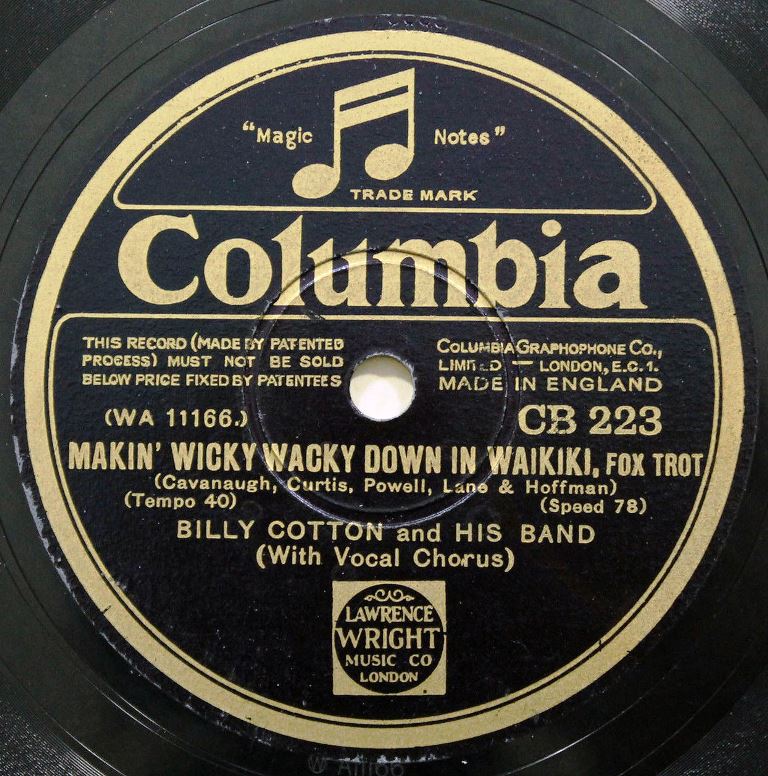 "Magic Notes"
TRADE MARK
Columbia
THIS RECORD (MADE BY PATENTED
PROCESS) MUST NOT BE SOLD
BELOW PRICE FIXED BY PATENTEES
COLUMBIA GRAPHOPHONE CO.,
LIMITED — LONDON, E.C.1.
MADE IN ENGLAND
(WA 11166.)
CB 223
MAKIN' WICKY WACKY DOWN IN WAIKIKI, FOX TROT
(Cavanaugh, Curtis, Powell, Lane & Hoffman)
(Tempo 40)
(Speed 78)
BILLY COTTON and HIS BAND
(With Vocal Chorus)
LAWRENCE
WRIGHT
MUSIC CO
LONDON